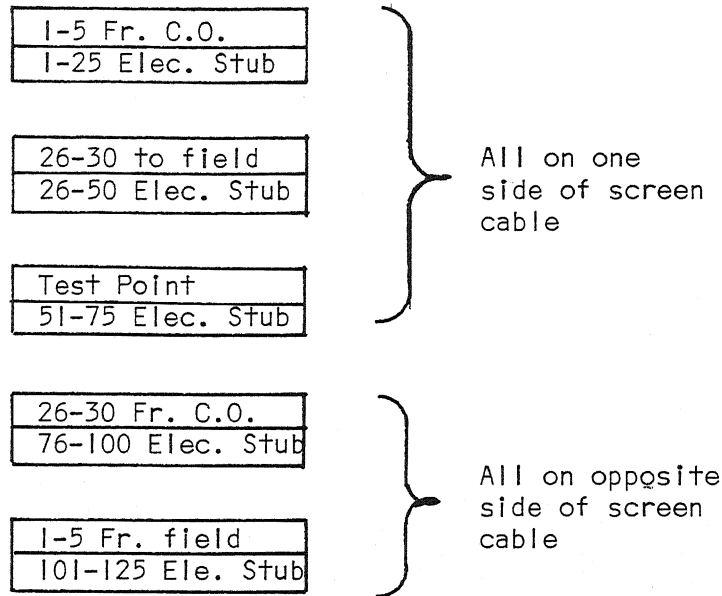 1-5 Fr. C.O.
1-25 Elec. Stub
26-30 to field
26-50 Elec. Stub
Test Point
51-75 Elec. Stub
All on one
side of screen
cable
26-30 Fr. C.O.
76-100 Elec. Stub
1-5 Fr. field
101-125 Ele. Stub
All on opposite
side of screen
cable